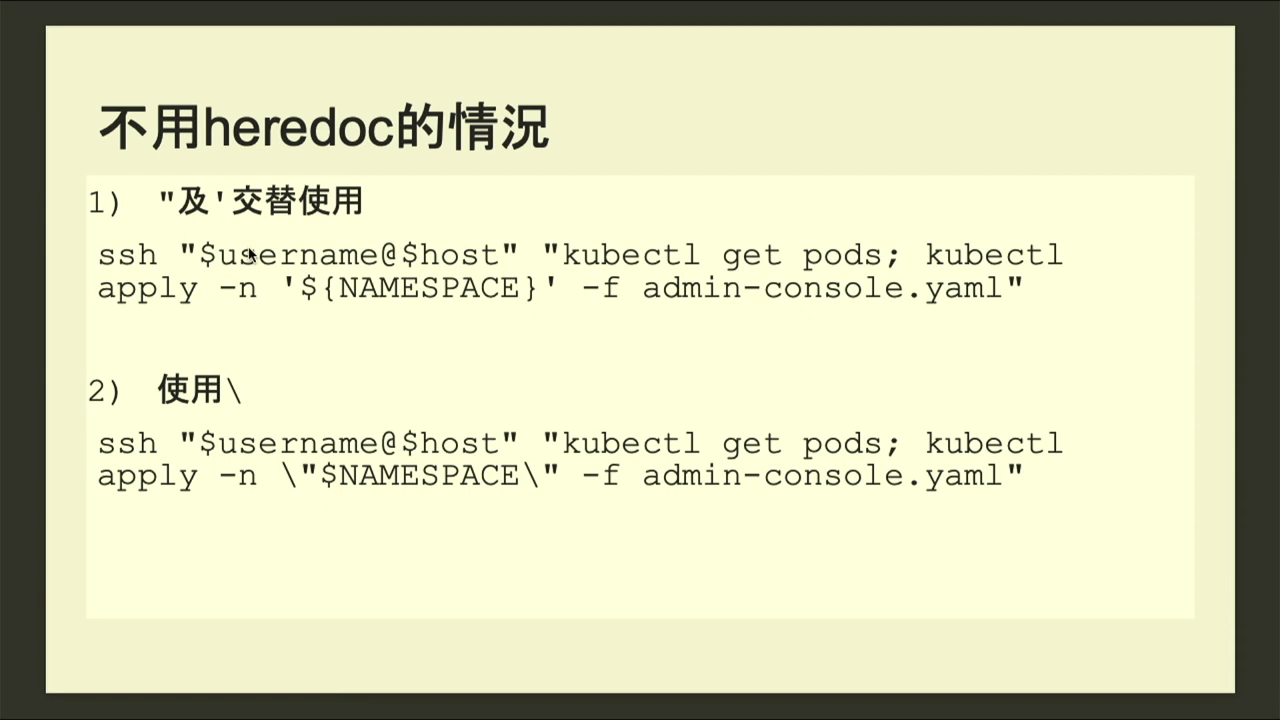 不用heredoc的情況
1) "及'交替使用
ssh "$username@$host" "kubectl get pods; kubectl
apply -n '${NAMESPACE}' -f admin-console.yaml"
2) 使用\
ssh "$username@$host" "kubectl get pods; kubectl
apply -n \"$NAMESPACE\" -f admin-console.yaml"